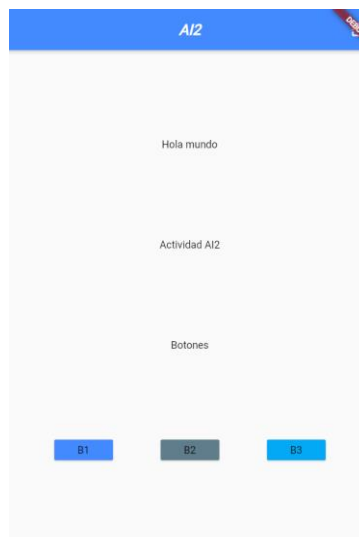 AI2
Hola mundo
Actividad AI2
Botones
B1 B2 B3